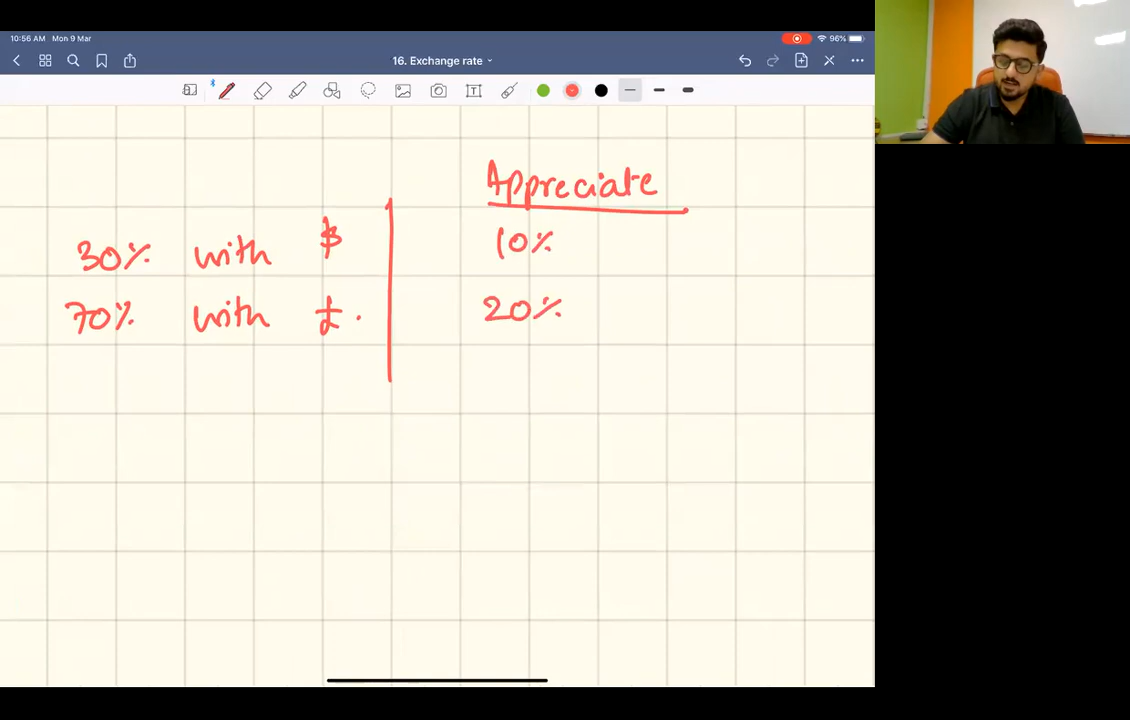 10:56 AM Mon 9 Mar
96%
16. Exchange rate
T
Appreciate
30% with $ 10%
70% with £. 20%